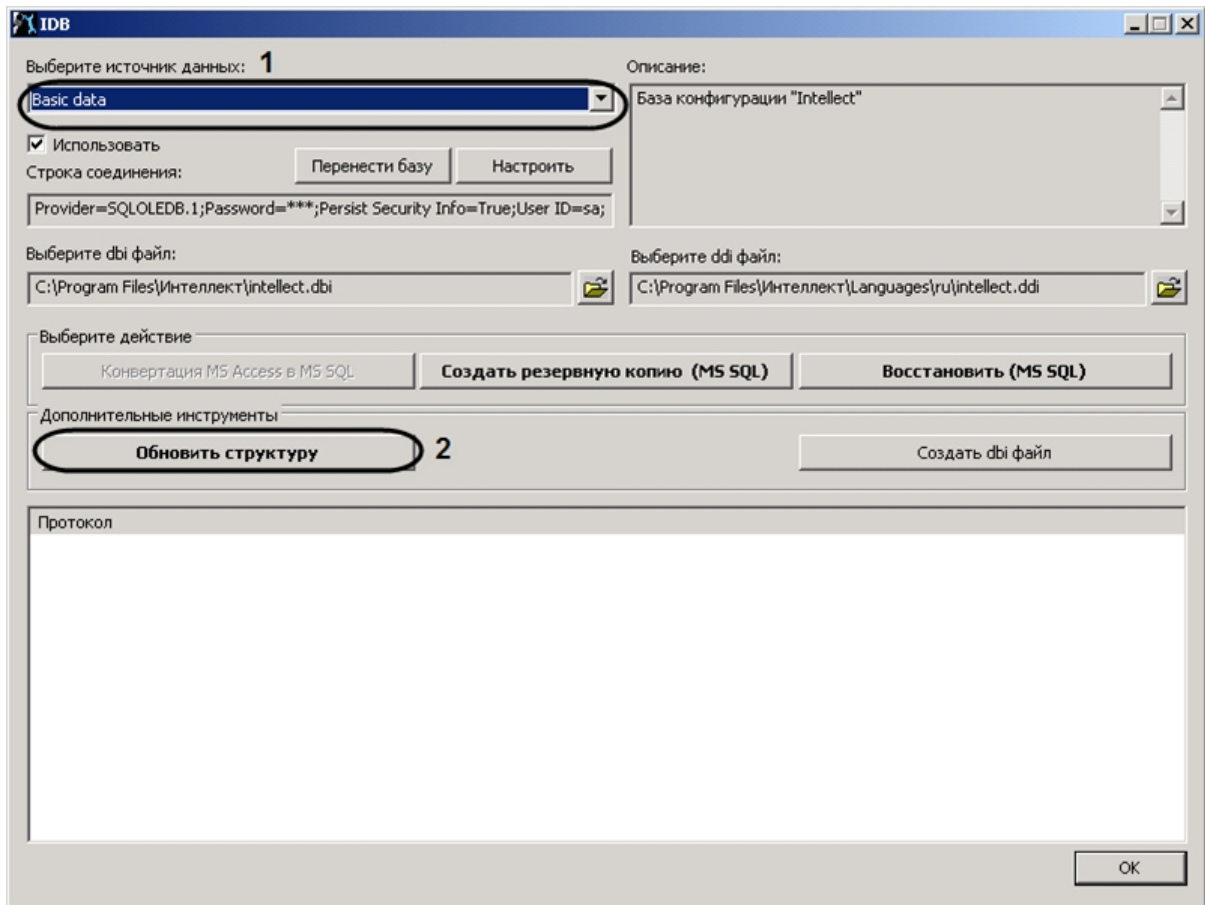 IDB
Выберите источник данных: 1
Basic data
Использовать
Строка соединения:
Перенести базу
Настроить
Provider=SQLOLEDB.1;Password=***;Persist Security Info=True;User ID=sa;
Описание:
База конфигурации "Intellect"
Выберите dbi файл:
C:\Program Files\Интеллект\intellect.dbi
Выберите ddi файл:
C:\Program Files\Интеллект\Languages\ru\intellect.ddi
Выберите действие
Конвертация MS Access в MS SQL
Создать резервную копию (MS SQL)
Восстановить (MS SQL)
Дополнительные инструменты
Обновить структуру 2
Создать dbi файл
Протокол
OK